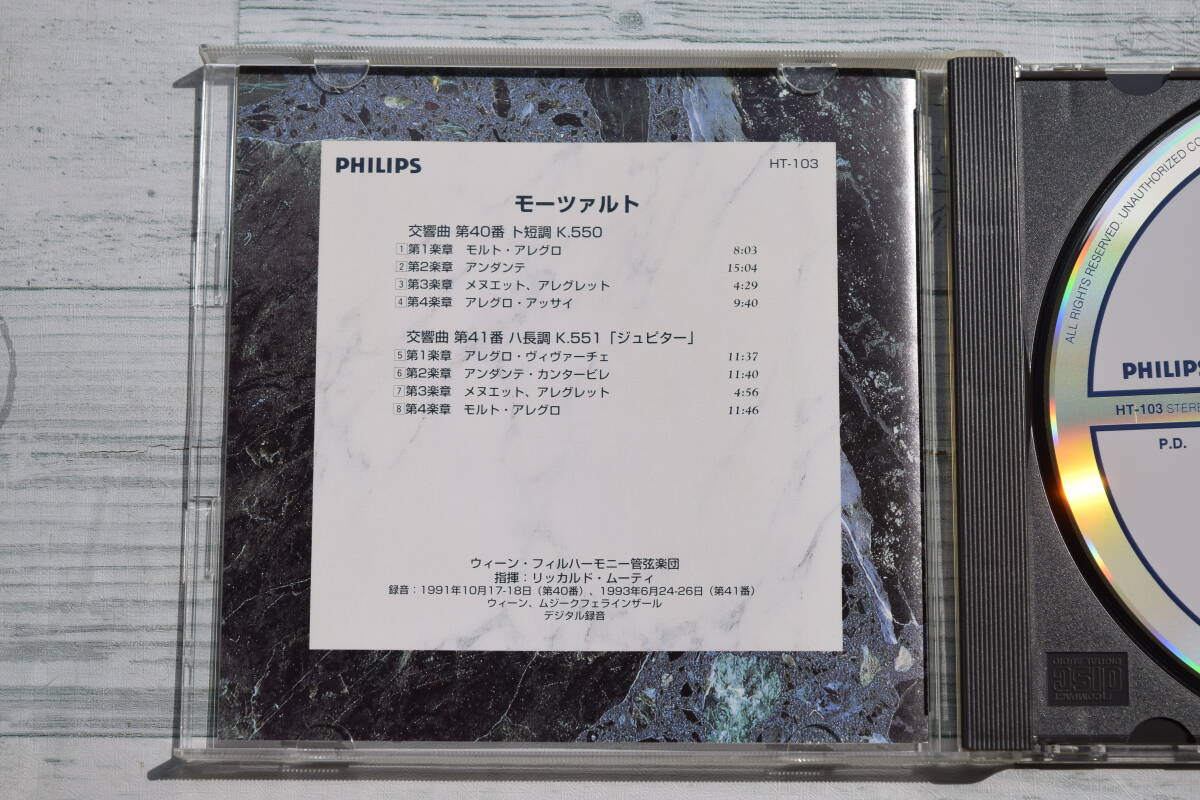 PHILIPS HT-103
モーツァルト
交響曲 第40番 ト短調 K.550
1 第1楽章 モルト・アレグロ 8:03
2 第2楽章 アンダンテ 15:04
3 第3楽章 メヌエット、アレグレット 4:29
4 第4楽章 アレグロ・アッサイ 9:40
交響曲 第41番 ハ長調 K.551「ジュピター」
5 第1楽章 アレグロ・ヴィヴァーチェ 11:37
6 第2楽章 アンダンテ・カンタービレ 11:40
7 第3楽章 メヌエット、アレグレット 4:56
8 第4楽章 モルト・アレグロ 11:46
ウィーン・フィルハーモニー管弦楽団
指揮：リッカルド・ムーティ
録音：1991年10月17-18日（第40番）、1993年6月24-26日（第41番）
ウィーン、ムジークフェラインザール
デジタル録音
ALL RIGHTS RESERVED. UNAUTHORIZED CO
PHILIPS
HT-103 STEREO
P.D.